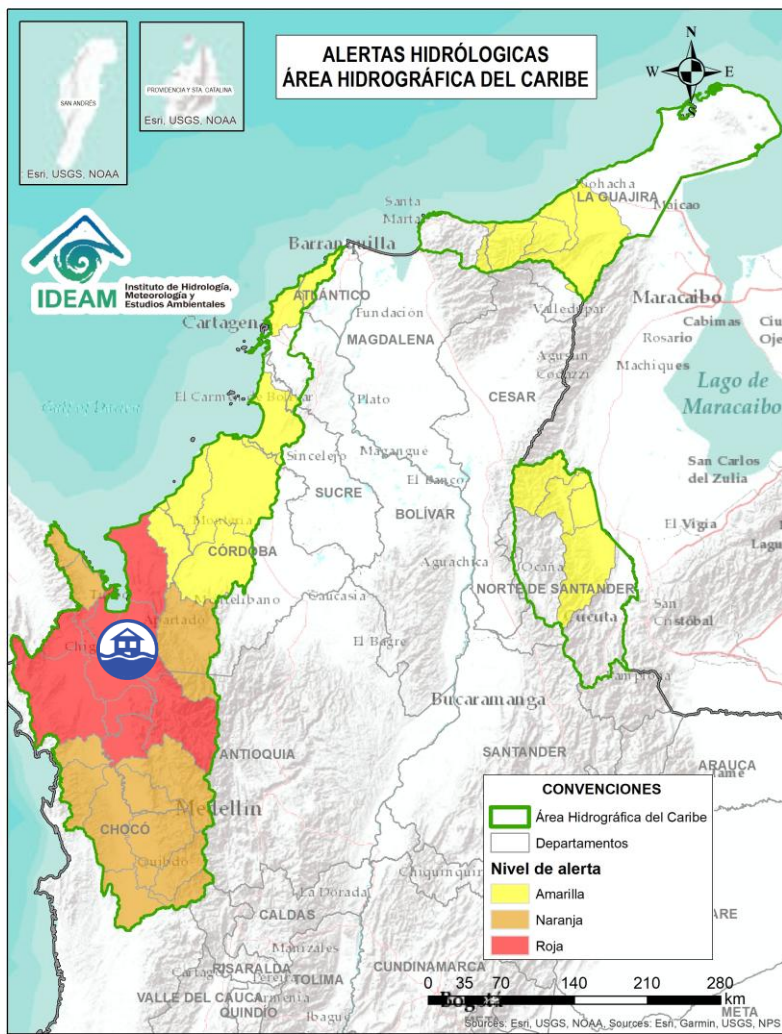 ALERTAS HIDRÓLOGICAS
ÁREA HIDROGRÁFICA DEL CARIBE
N
W
E
S
SAN ANDRÉS
Esri, USGS, NOAA
PROVIDENCIA Y STA. CATALINA
Esri, USGS, NOAA
IDEAM
Instituto de Hidrología,
Meteorología y
Estudios Ambientales
Riohacha
LA GUAJIRA
Maicao
Santa
Marta
Barranquilla
ATLÁNTICO
Cartagen
Fundación
MAGDALENA
Valledupar
Maracaibo
Cabimas
Rosario
Agustín
Codazzi
Machiques
CESAR
Lago de
Maracaibo
El Carmen de Bolívar
Plato
Sincelejo
Magangue
SUCRE
El Banco
BOLÍVAR
San Carlos
del Zulia
Montería
CÓRDOBA
El Vigía
Aguachica
Ocaña
NORTE DE SANTANDER
Montelibano
Caucasia
Apartadó
El Bagre
Cúcuta
San
Cristóbal
Pamplona
Bucaramanga
ANTIOQUIA
SANTANDER
ARAUCA
Medellín
CHOCÓ
Quibdó
La Dorada
CALDAS
Manizales
RISARALDA
TOLIMA
CUNDINAMARCA
VALLE DEL CAUCA
Armenia
QUINDÍO
Ibague
Bogotá
META
META
CONVENCIONES
Área Hidrográfica del Caribe
Departamentos
Nivel de alerta
Amarilla
Naranja
Roja
0 35 70 140 210 280
km
Sources: Esri, USGS, NOAA, Sources: Esri, Garmin, USGS, NPS